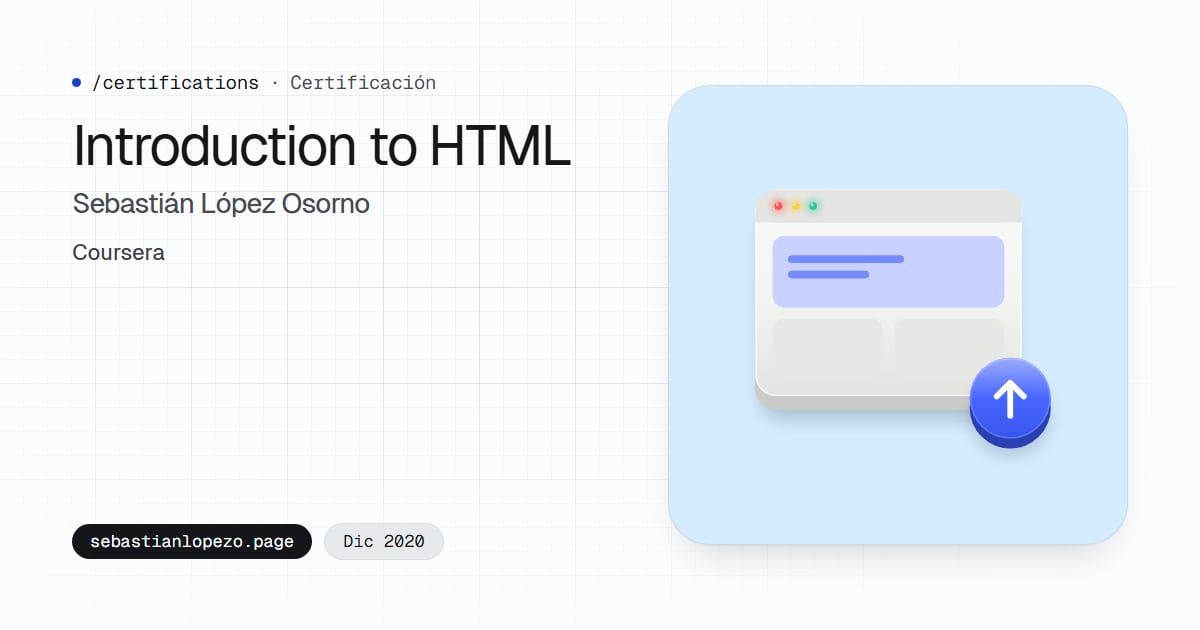 /certifications · Certificación
Introduction to HTML
Sebastián López Osorno
Coursera
sebastianlopezo.page
Dic 2020